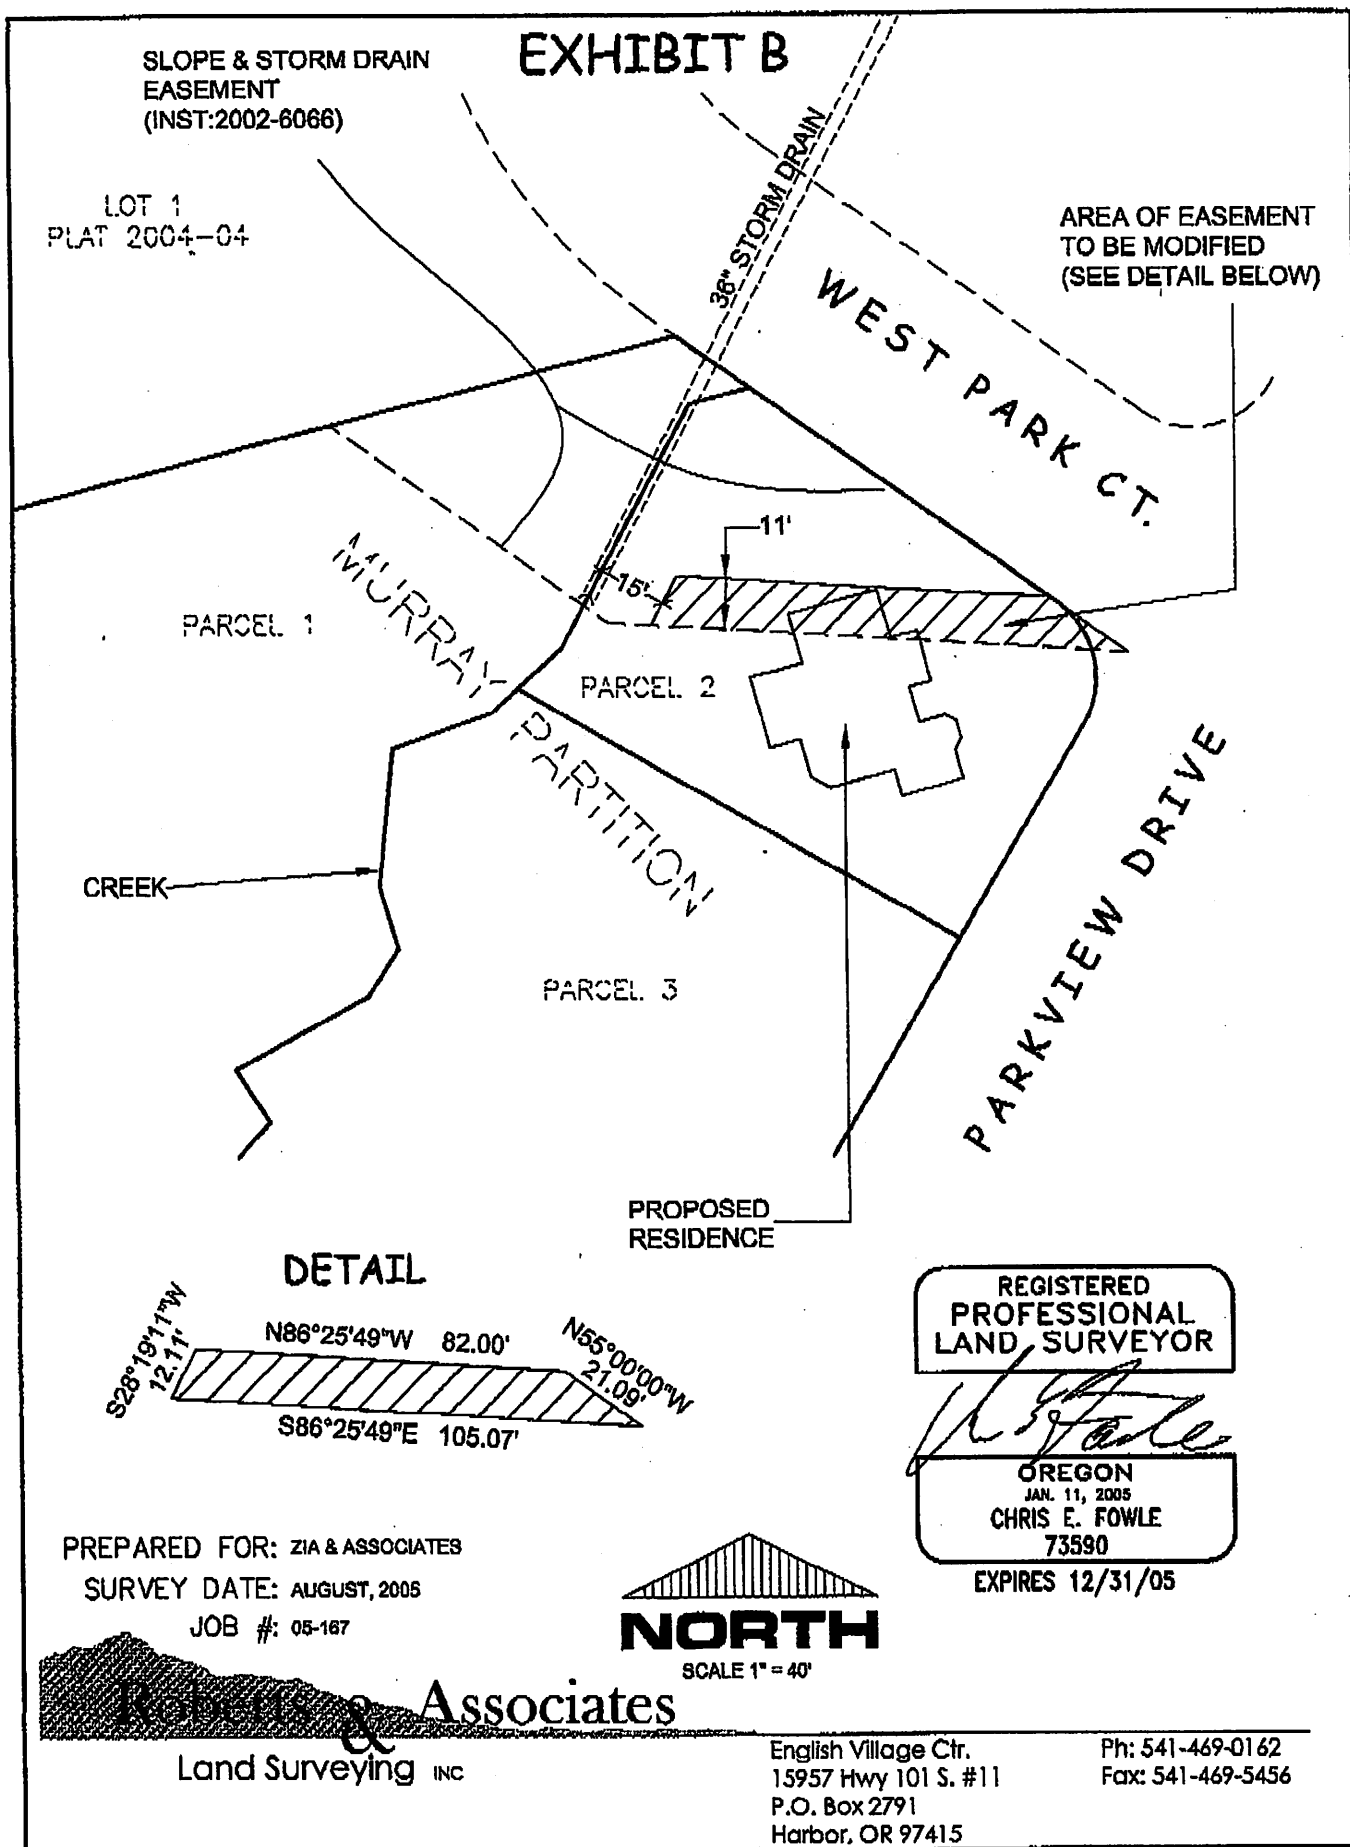 EXHIBIT B
SLOPE & STORM DRAIN
EASEMENT
(INST:2002-6066)
LOT 1
PLAT 2004-04
36" STORM DRAIN
AREA OF EASEMENT
TO BE MODIFIED
(SEE DETAIL BELOW)
WEST PARK CT.
11'
15'
MURRAY
PARTITION
PARCEL 1
PARCEL 2
CREEK
PARCEL 3
PARKVIEW DRIVE
PROPOSED
RESIDENCE
DETAIL
S28°19'11"W
12.11'
N86°25'49"W 82.00'
N55°00'00"W
21.09'
S86°25'49"E 105.07'
REGISTERED
PROFESSIONAL
LAND SURVEYOR
OREGON
JAN. 11, 2005
CHRIS E. FOWLE
73590
EXPIRES 12/31/05
PREPARED FOR: ZIA & ASSOCIATES
SURVEY DATE: AUGUST, 2005
JOB #: 05-167
NORTH
SCALE 1" = 40'
Roberts & Associates
Land Surveying INC
English Village Ctr.
15957 Hwy 101 S. #11
P.O. Box 2791
Harbor, OR 97415
Ph: 541-469-0162
Fax: 541-469-5456